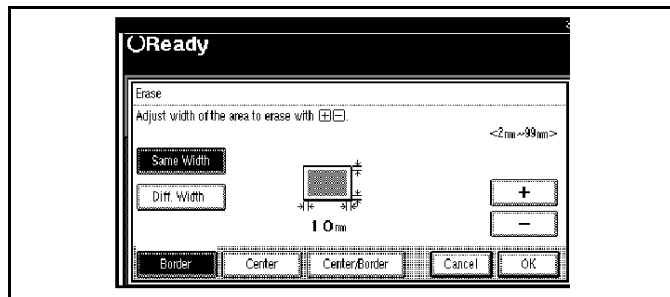 Ready
Erase
Adjust width of the area to erase with [+][-].
<2mm~99mm>
Same Width
Diff. Width
+
10mm
-
Border Center Center/Border Cancel OK